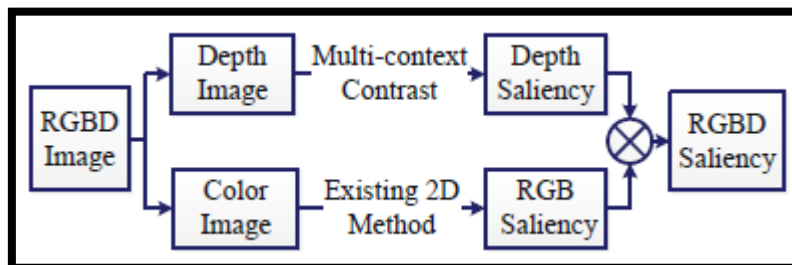 RGBD
Image
Depth
Image
Multi-context
Contrast
Depth
Saliency
Color
Image
Existing 2D
Method
RGB
Saliency
RGBD
Saliency